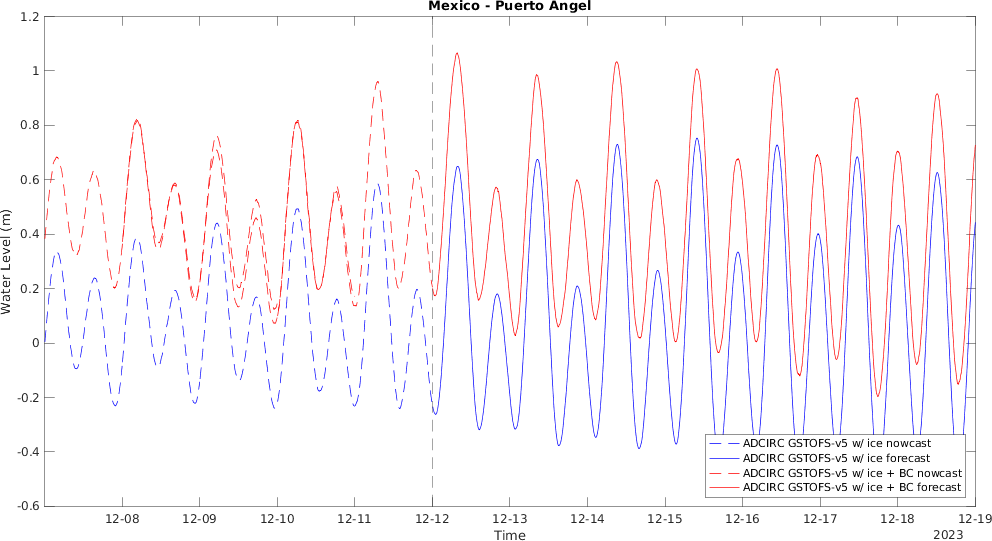 Mexico - Puerto Angel
1.2
1
0.8
0.6
0.4
0.2
0
-0.2
-0.4
-0.6
Water Level (m)
ADCIRC GSTOFS-v5 w/ ice nowcast
ADCIRC GSTOFS-v5 w/ ice forecast
ADCIRC GSTOFS-v5 w/ ice + BC nowcast
ADCIRC GSTOFS-v5 w/ ice + BC forecast
12-08 12-09 12-10 12-11 12-12 12-13 12-14 12-15 12-16 12-17 12-18 12-19
Time
2023